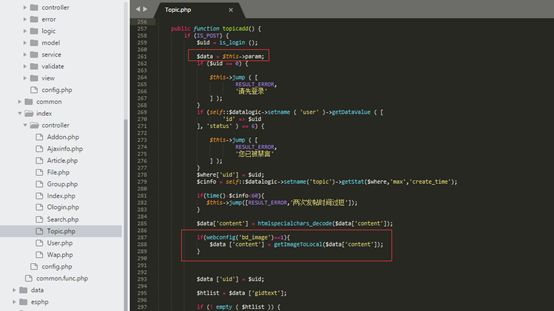 controller
error
logic
model
service
validate
view
config.php
common
index
controller
Addon.php
Ajaxinfo.php
Article.php
File.php
Group.php
Index.php
Ologin.php
Search.php
Topic.php
User.php
Wap.php
config.php
common.func.php
data
esphp
Topic.php
256
257 public function topicadd() {
258 if (IS_POST) {
259 $uid = is_login ();
260
261 $data = $this->param;
262 if ($uid == 0) {
263
264 $this->jump ( [
265 RESULT_ERROR,
266 '请先登录'
267 ] );
268 }
269 if (self::$datalogic->setname ( 'user' )->getDataValue ( [
270 'id' => $uid
271 ], 'status' ) == 6) {
272
273 $this->jump ( [
274 RESULT_ERROR,
275 '您已被禁言'
276 ] );
277 }
278 $where['uid'] = $uid;
279 $cinfo = self::$datalogic->setname('topic')->getStat($where,'max','create_time');
280
281 if(time()-$cinfo<60){
282 $this->jump([RESULT_ERROR,'两次发帖时间过短']);
283 }
284
285 $data['content'] = htmlspecialchars_decode($data['content']);
286
287 if(webconfig('bd_image')==1){
288 $data ['content'] = getImageToLocal($data['content']);
289 }
290
291
292
293 $data ['uid'] = $uid;
294
295 $htlist = $data ['gidtext'];
296
297 if (! empty ( $htlist )) {